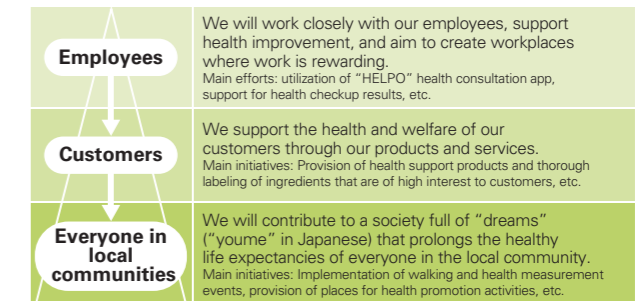 Employees
We will work closely with our employees, support
health improvement, and aim to create workplaces
where work is rewarding.
Main efforts: utilization of “HELPO” health consultation app,
support for health checkup results, etc.
Customers
We support the health and welfare of our
customers through our products and services.
Main initiatives: Provision of health support products and thorough
labeling of ingredients that are of high interest to customers, etc.
Everyone in
local
communities
We will contribute to a society full of “dreams”
(“youme” in Japanese) that prolongs the healthy
life expectancies of everyone in the local community.
Main initiatives: Implementation of walking and health measurement
events, provision of places for health promotion activities, etc.